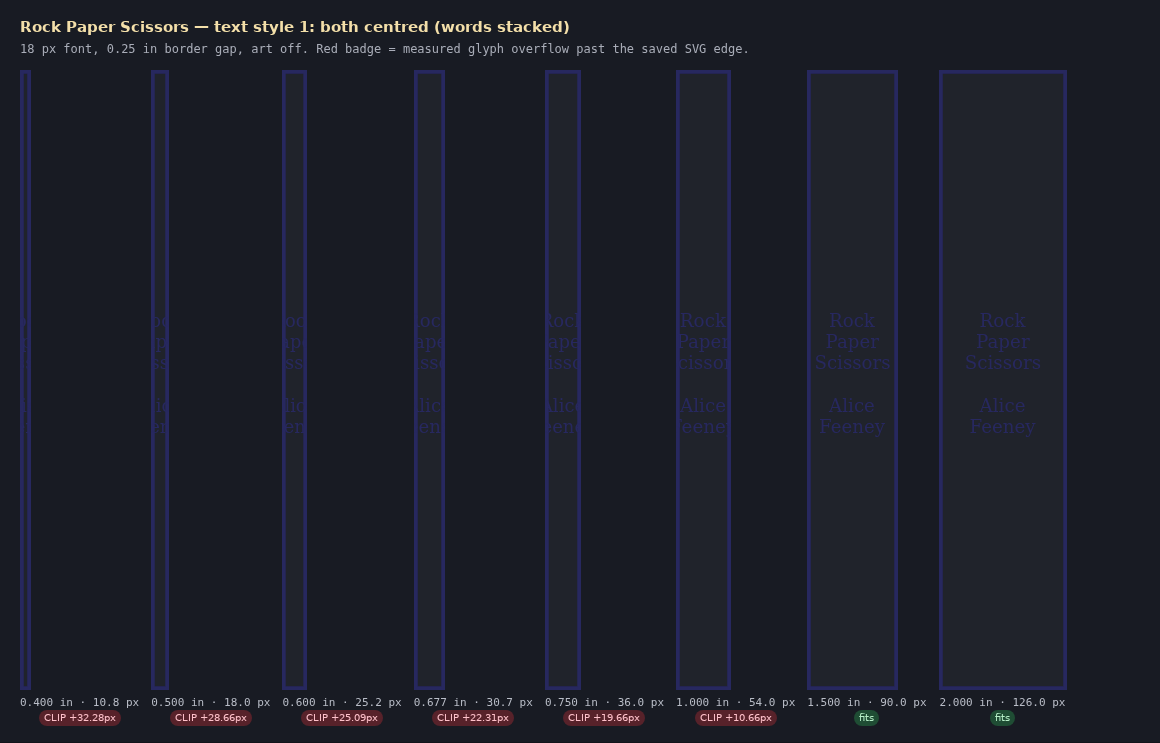 Rock Paper Scissors — text style 1: both centred (words stacked)
18 px font, 0.25 in border gap, art off. Red badge = measured glyph overflow past the saved SVG edge.
Rock
Paper
Scissors
Alice
Feeney
Rock
Paper
Scissors
Alice
Feeney
0.400 in · 10.8 px
CLIP +32.28px
0.500 in · 18.0 px
CLIP +28.66px
0.600 in · 25.2 px
CLIP +25.09px
0.677 in · 30.7 px
CLIP +22.31px
0.750 in · 36.0 px
CLIP +19.66px
1.000 in · 54.0 px
CLIP +10.66px
1.500 in · 90.0 px
fits
2.000 in · 126.0 px
fits